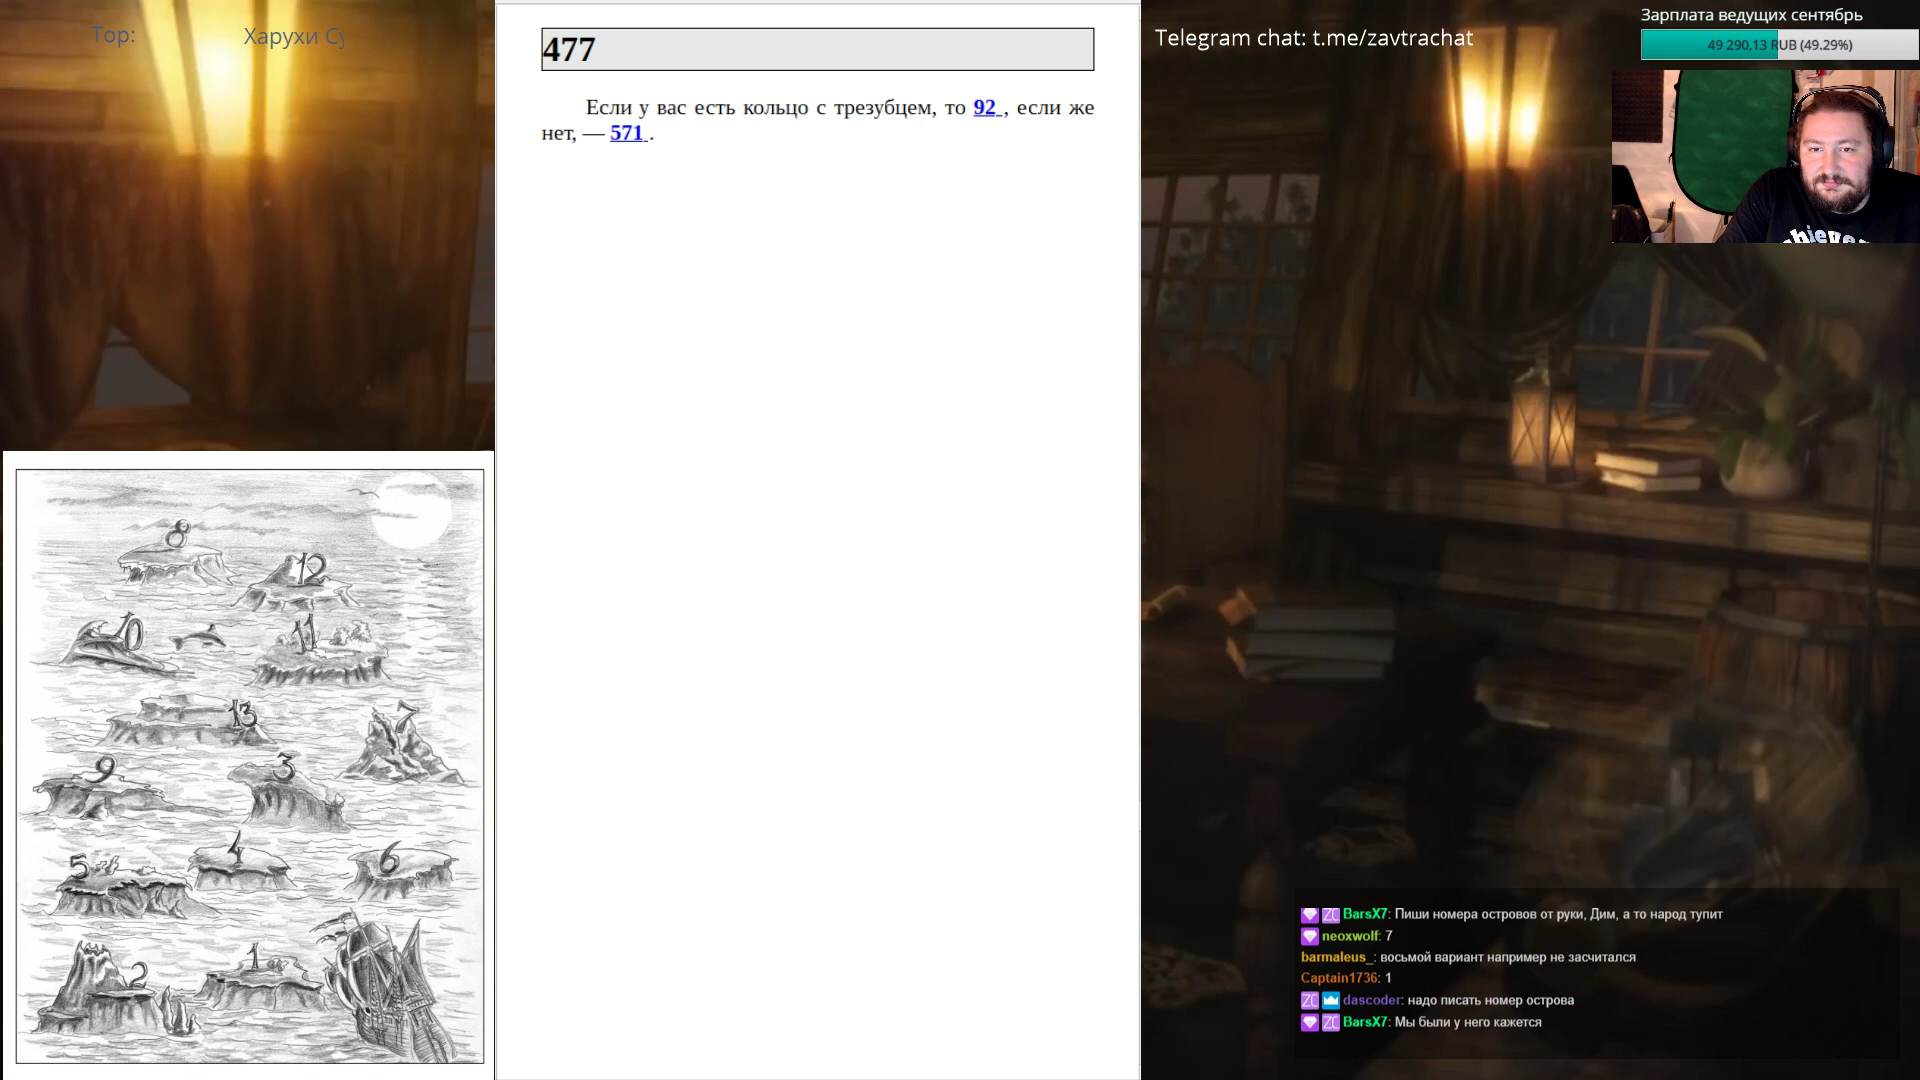 Top:
Харухи Су
477
Если у вас есть кольцо с трезубцем, то 92 , если же
нет, — 571 .
Telegram chat: t.me/zavtrachat
Зарплата ведущих сентябрь
49 290,13 RUB (49.29%)
8
12
10
11
13
7
9
3
5
4
6
2
1
BarsX7: Пиши номера островов от руки, Дим, а то народ тупит
neoxwolf: 7
barmaleus_: восьмой вариант например не засчитался
Captain1736: 1
dascoder: надо писать номер острова
BarsX7: Мы были у него кажется